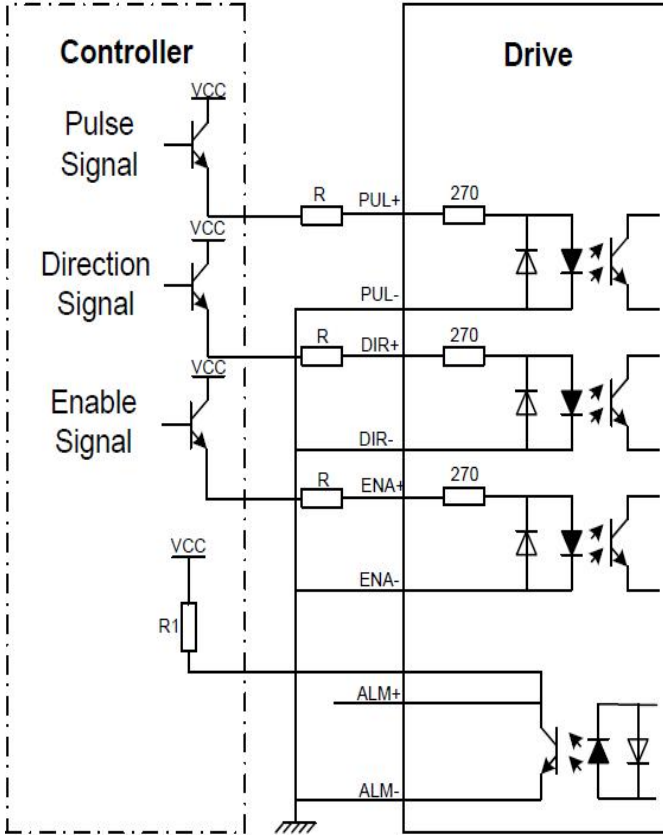 Controller
Drive
VCC
Pulse
Signal
R
PUL+
270
VCC
Direction
Signal
PUL-
R
DIR+
270
VCC
Enable
Signal
DIR-
R
ENA+
270
VCC
ENA-
R1
ALM+
ALM-